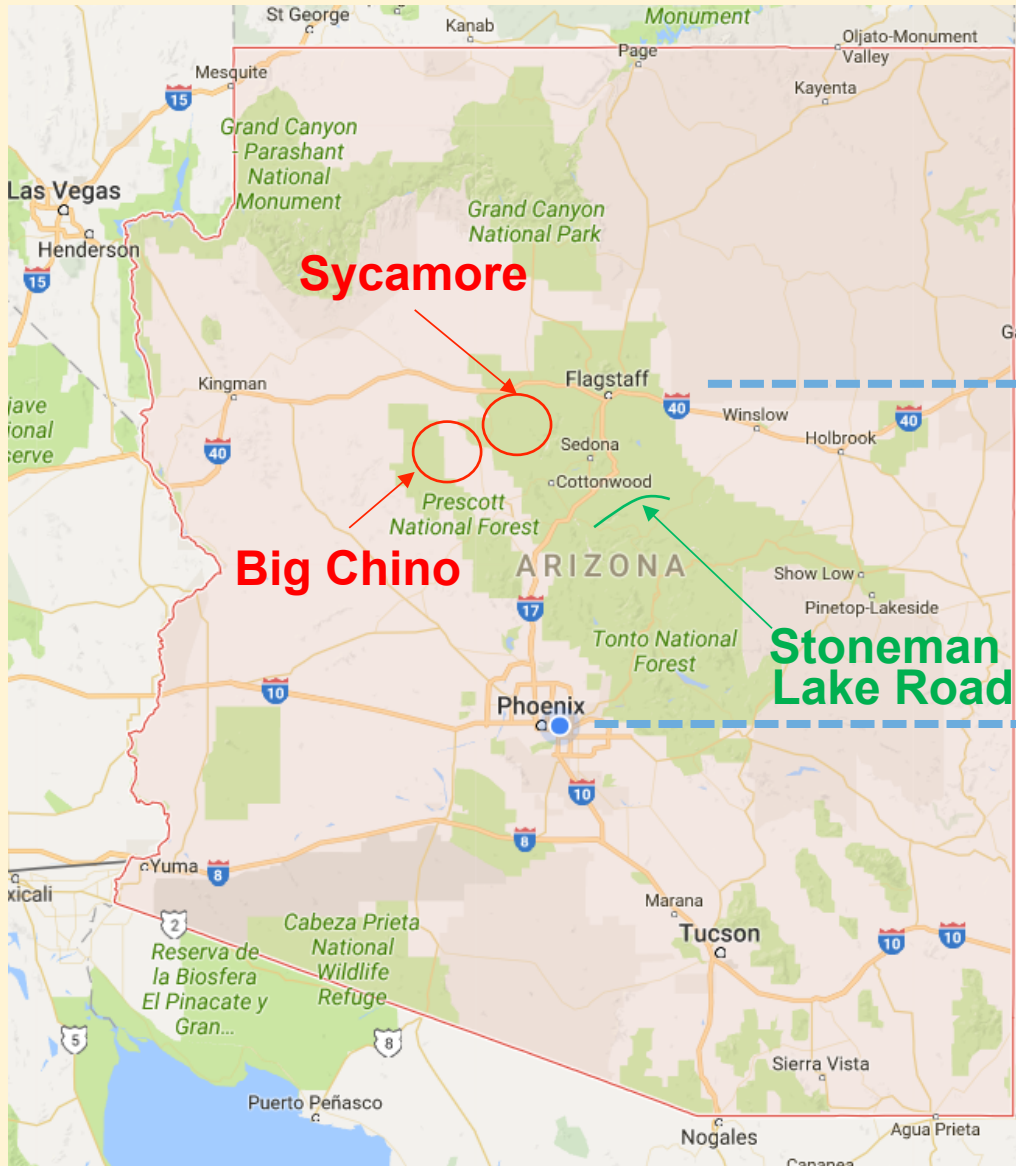 St George
Kanab
Monument
Oljato-Monument
Valley
Page
Mesquite
Kayenta
15
Grand Canyon
Parashant
National
Monument
Las Vegas
Grand Canyon
National Park
Henderson
15
Sycamore
Kingman
Flagstaff
40
Winslow
40
Holbrook
40
Sedona
Cottonwood
Prescott
National Forest
Big Chino
ARIZONA
Show Low
Pinetop-Lakeside
17
Tonto National
Forest
Stoneman
Lake Road
10
Phoenix
10
8
Yuma
8
xicali
Marana
2
Cabeza Prieta
National
Wildlife
Refuge
Tucson
10
10
Reserva de
la Biosfera
El Pinacate y
Gran...
5
8
Sierra Vista
Puerto Peñasco
Nogales
Agua Prieta
Cananea